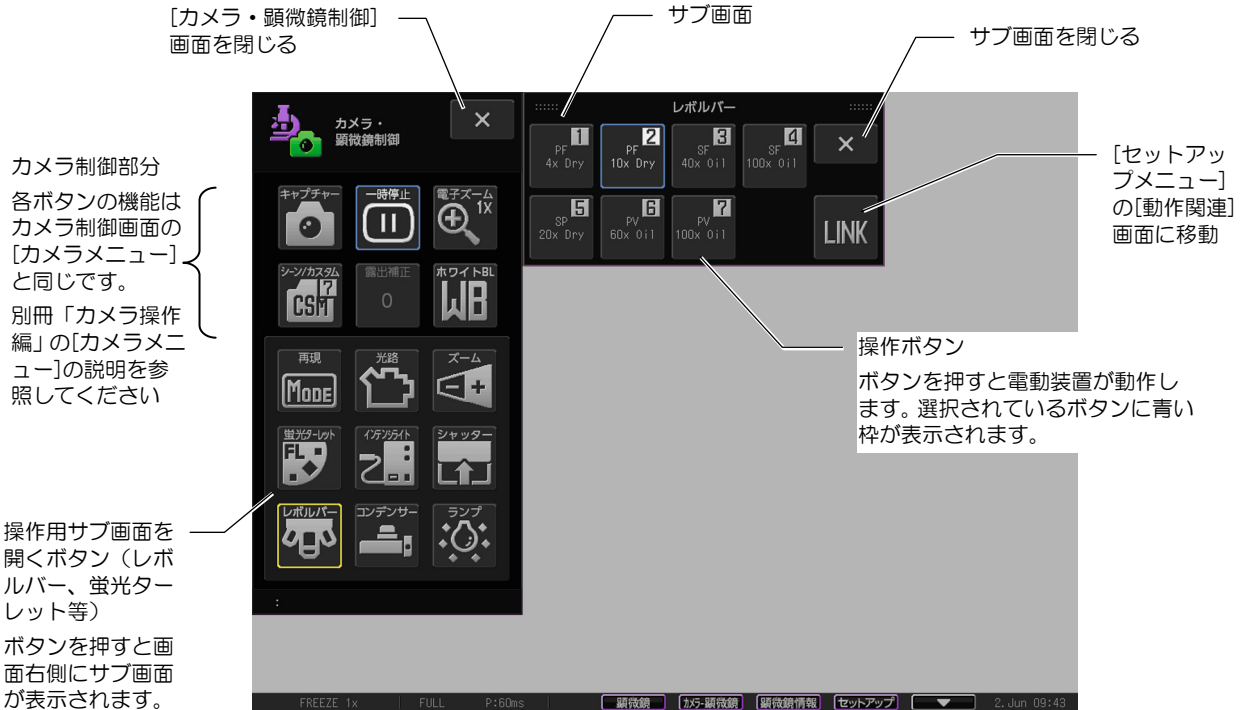 [カメラ・顕微鏡制御]
画面を閉じる
サブ画面
サブ画面を閉じる
カメラ制御部分
各ボタンの機能は
カメラ制御画面の
[カメラメニュー]
と同じです。
別冊「カメラ操作
編」の[カメラメニ
ュー]の説明を参
照してください
操作用サブ画面を
開くボタン（レボ
ルバー、蛍光ター
レット等）
ボタンを押すと画
面右側にサブ画面
が表示されます。
カメラ・
顕微鏡制御
×
キャプチャー
一時停止
電子ズーム
1X
シーン/カスタム
7
CSM
露出補正
0
ホワイトBL
WB
再現
MODE
光路
ズーム
蛍光ターレット
FL
インテンシライト
シャッター
レボルバー
コンデンサー
ランプ
:
レボルバー
1
PF
4x Dry
2
PF
10x Dry
3
SF
40x Oil
4
SF
100x Oil
×
5
SP
20x Dry
6
PV
60x Oil
7
PV
100x Oil
LINK
[セットアッ
プメニュー]
の[動作関連]
画面に移動
操作ボタン
ボタンを押すと電動装置が動作し
ます。選択されているボタンに青い
枠が表示されます。
FREEZE 1x FULL P:60ms 顕微鏡 カメラ-顕微鏡 顕微鏡情報 セットアップ ▼ 2. Jun 09:43